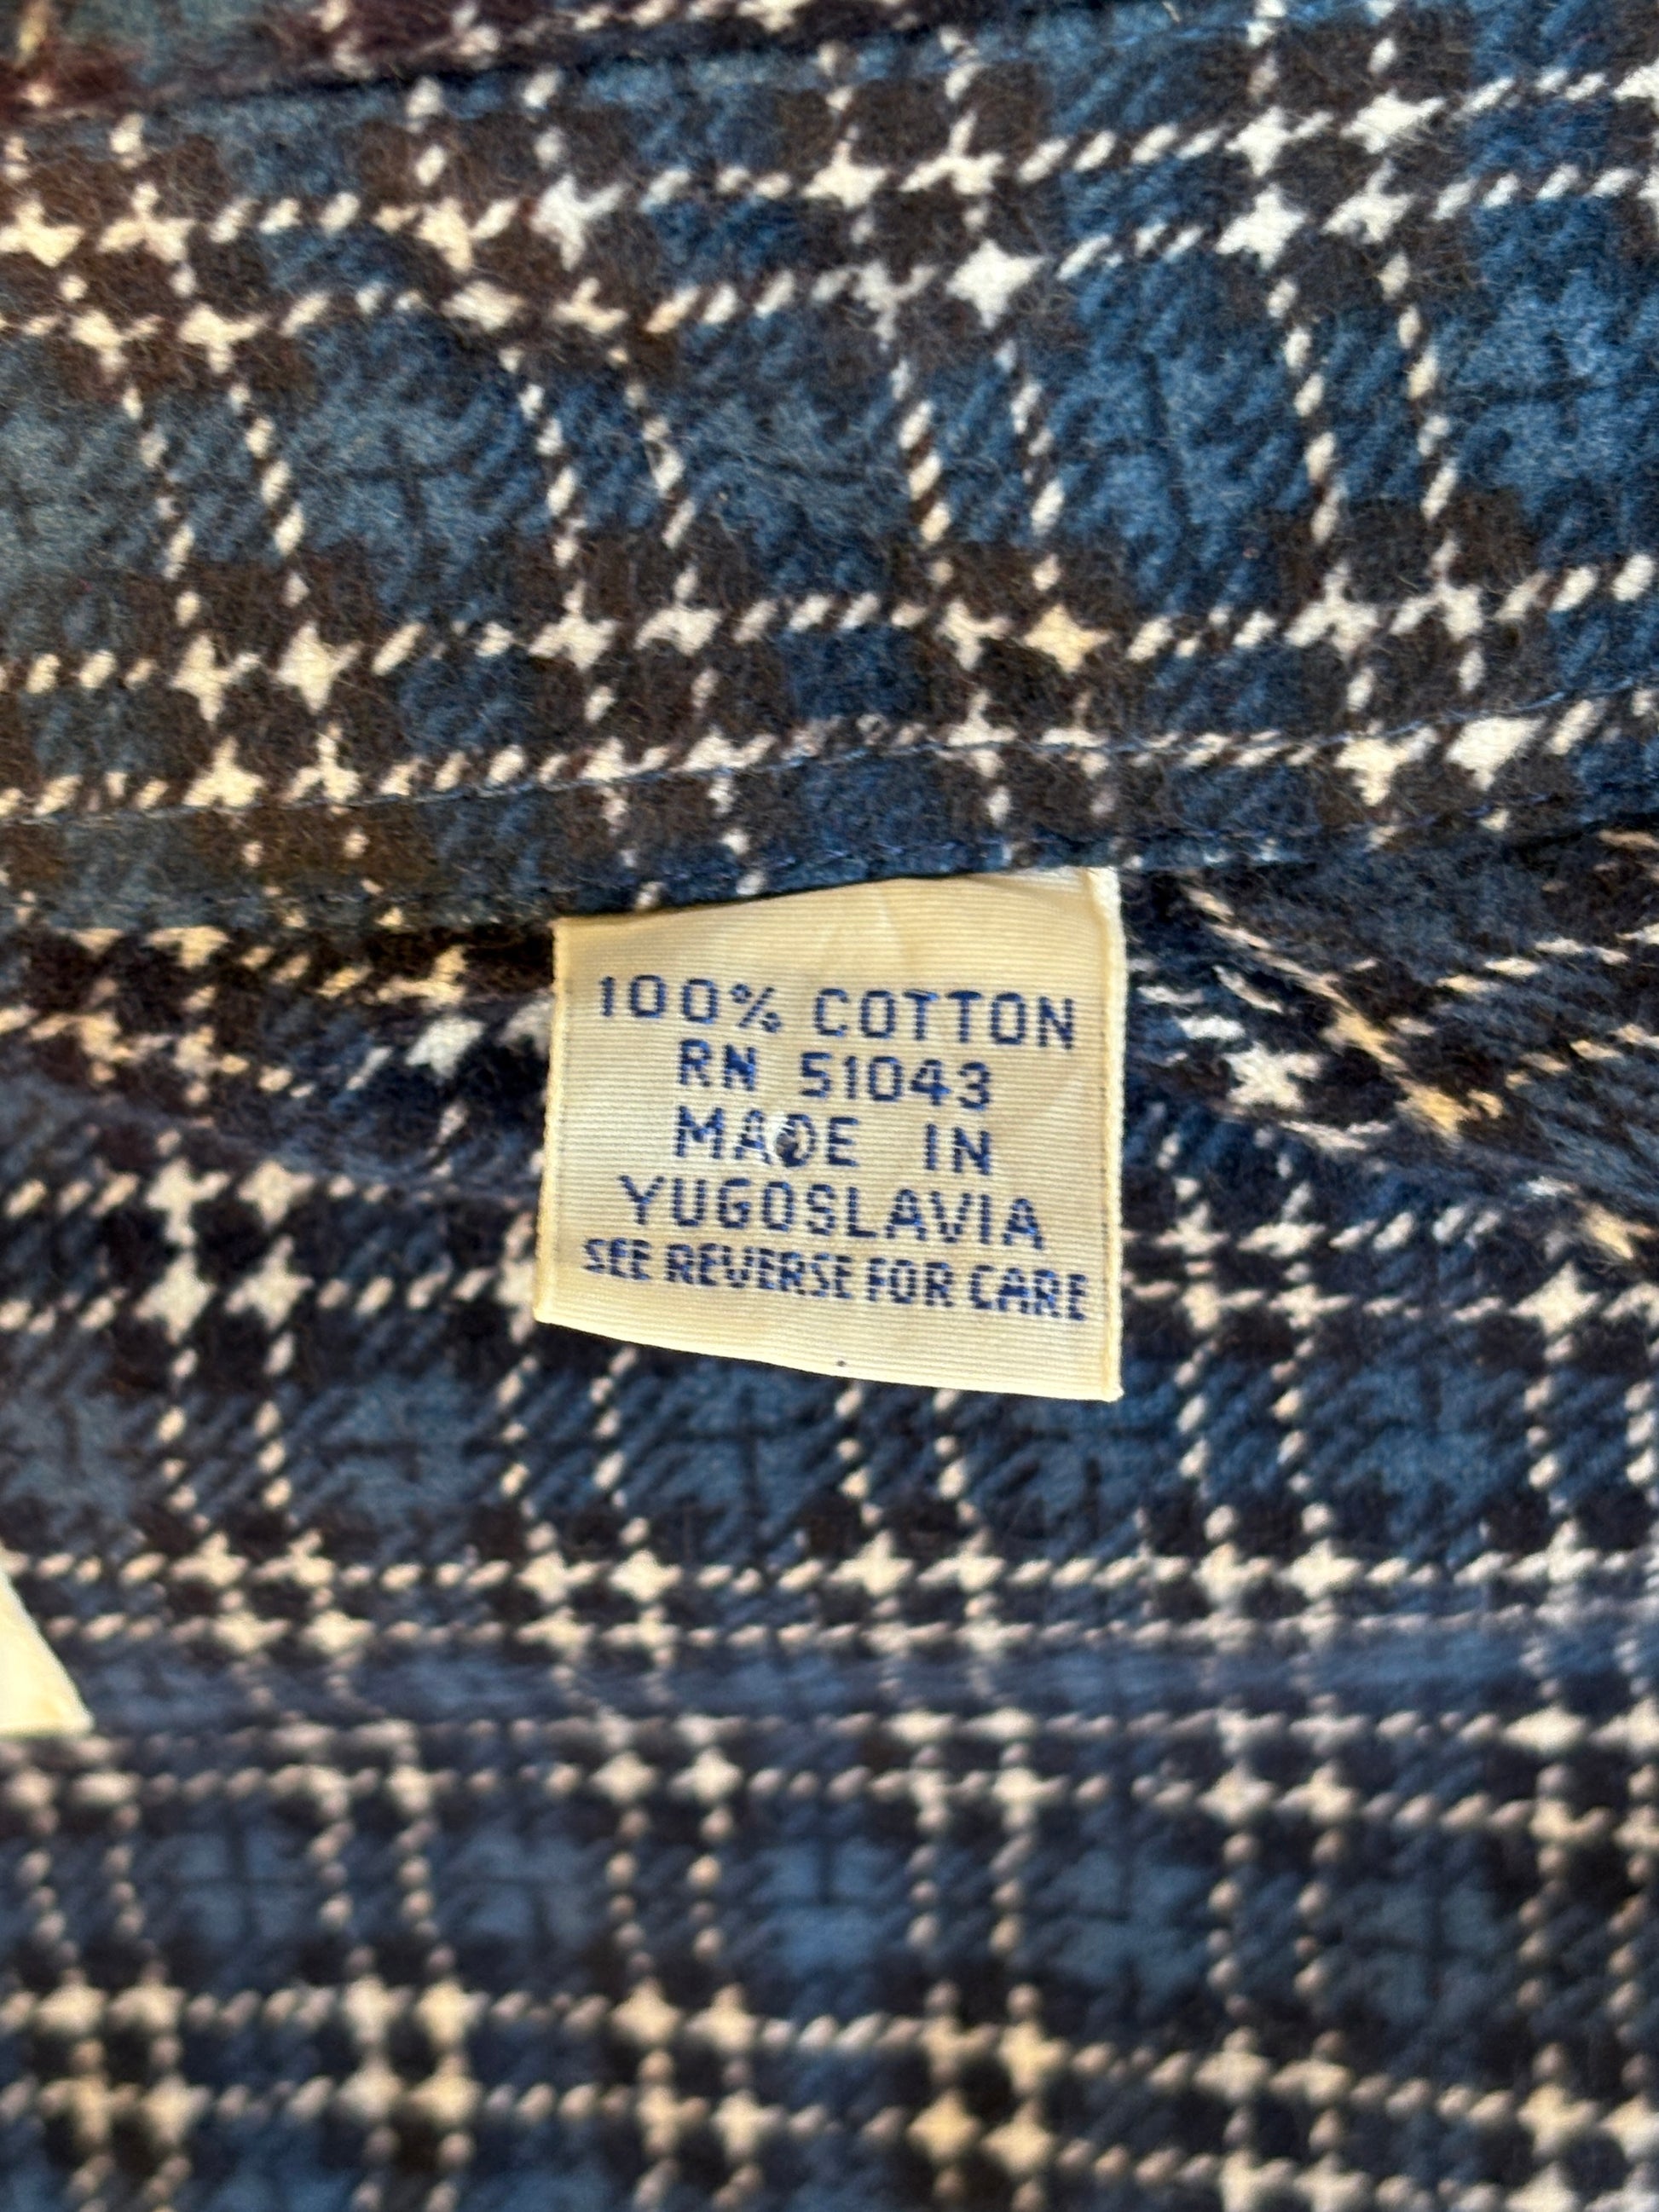 100% COTTON
RN 51043
MADE IN
YUGOSLAVIA
SEE REVERSE FOR CARE